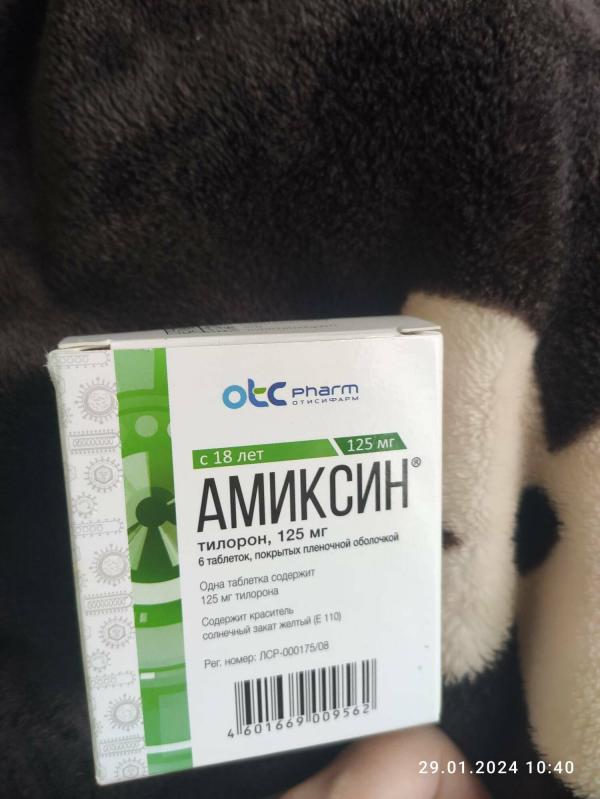 otc pharm
ОТИСИФАРМ
с 18 лет
125 мг
АМИКСИН®
тилорон, 125 мг
6 таблеток, покрытых пленочной оболочкой
Одна таблетка содержит
125 мг тилорона
Содержит краситель
солнечный закат желтый (Е 110)
Рег. номер: ЛСР-000175/08
4 601669 009562
29.01.2024 10:40